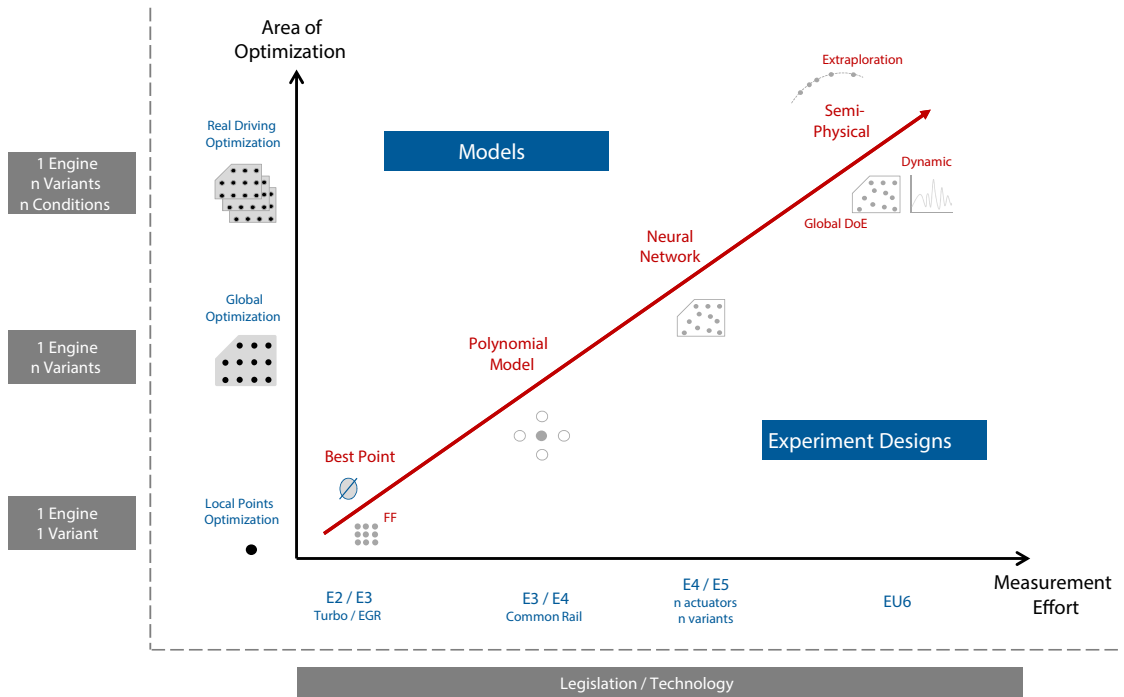 Area of
Optimization
Extraploration
Semi-
Physical
Real Driving
Optimization
Models
1 Engine
n Variants
n Conditions
Dynamic
Global DoE
Neural
Network
Global
Optimization
Polynomial
Model
1 Engine
n Variants
Experiment Designs
Best Point
Local Points
Optimization
FF
1 Engine
1 Variant
E2 / E3
Turbo / EGR
E3 / E4
Common Rail
E4 / E5
n actuators
n variants
EU6
Measurement
Effort
Legislation / Technology